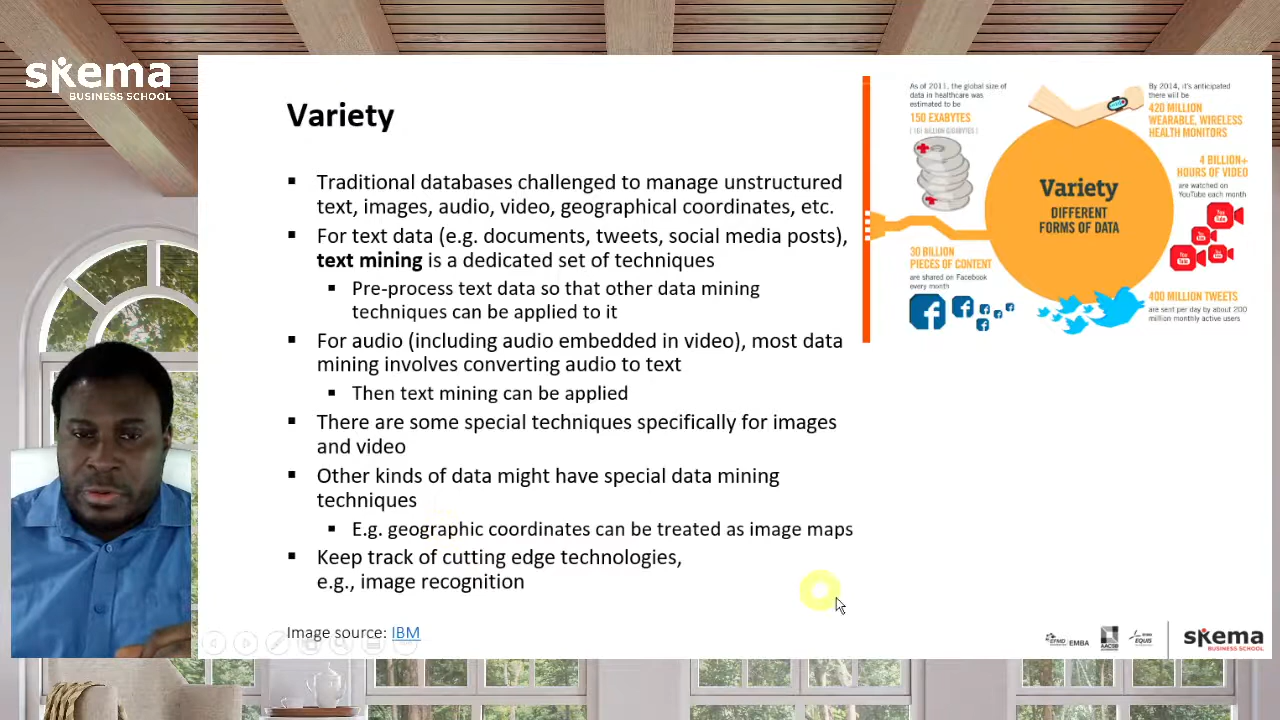 skema
BUSINESS SCHOOL
Variety
Traditional databases challenged to manage unstructured
text, images, audio, video, geographical coordinates, etc.
For text data (e.g. documents, tweets, social media posts),
text mining is a dedicated set of techniques
Pre-process text data so that other data mining
techniques can be applied to it
For audio (including audio embedded in video), most data
mining involves converting audio to text
Then text mining can be applied
There are some special techniques specifically for images
and video
Other kinds of data might have special data mining
techniques
E.g. geographic coordinates can be treated as image maps
Keep track of cutting edge technologies,
e.g., image recognition
Image source: IBM
As of 2011, the global size of
data in healthcare was
estimated to be
150 EXABYTES
By 2014, it's anticipated
there will be
420 MILLION
WEARABLE, WIRELESS
HEALTH MONITORS
4 BILLION+
HOURS OF VIDEO
are watched on
YouTube each month
Variety
DIFFERENT
FORMS OF DATA
30 BILLION
PIECES OF CONTENT
are shared on Facebook
every month
400 MILLION TWEETS
are sent per day by about 200
million monthly active users
EMBA
AACSB
EQUIS
skema
BUSINESS SCHOOL